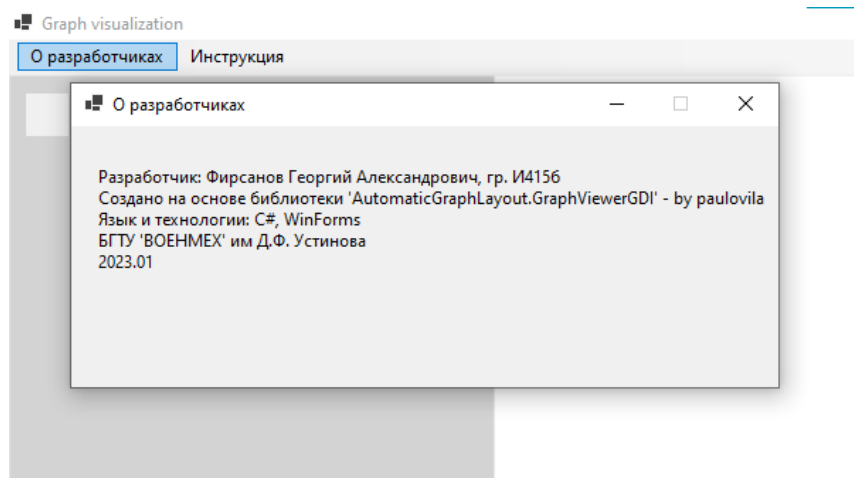 Graph visualization
О разработчиках Инструкция
О разработчиках
Разработчик: Фирсанов Георгий Александрович, гр. И4156
Создано на основе библиотеки 'AutomaticGraphLayout.GraphViewerGDI' - by paulovila
Язык и технологии: C#, WinForms
БГТУ 'ВОЕНМЕХ' им Д.Ф. Устинова
2023.01